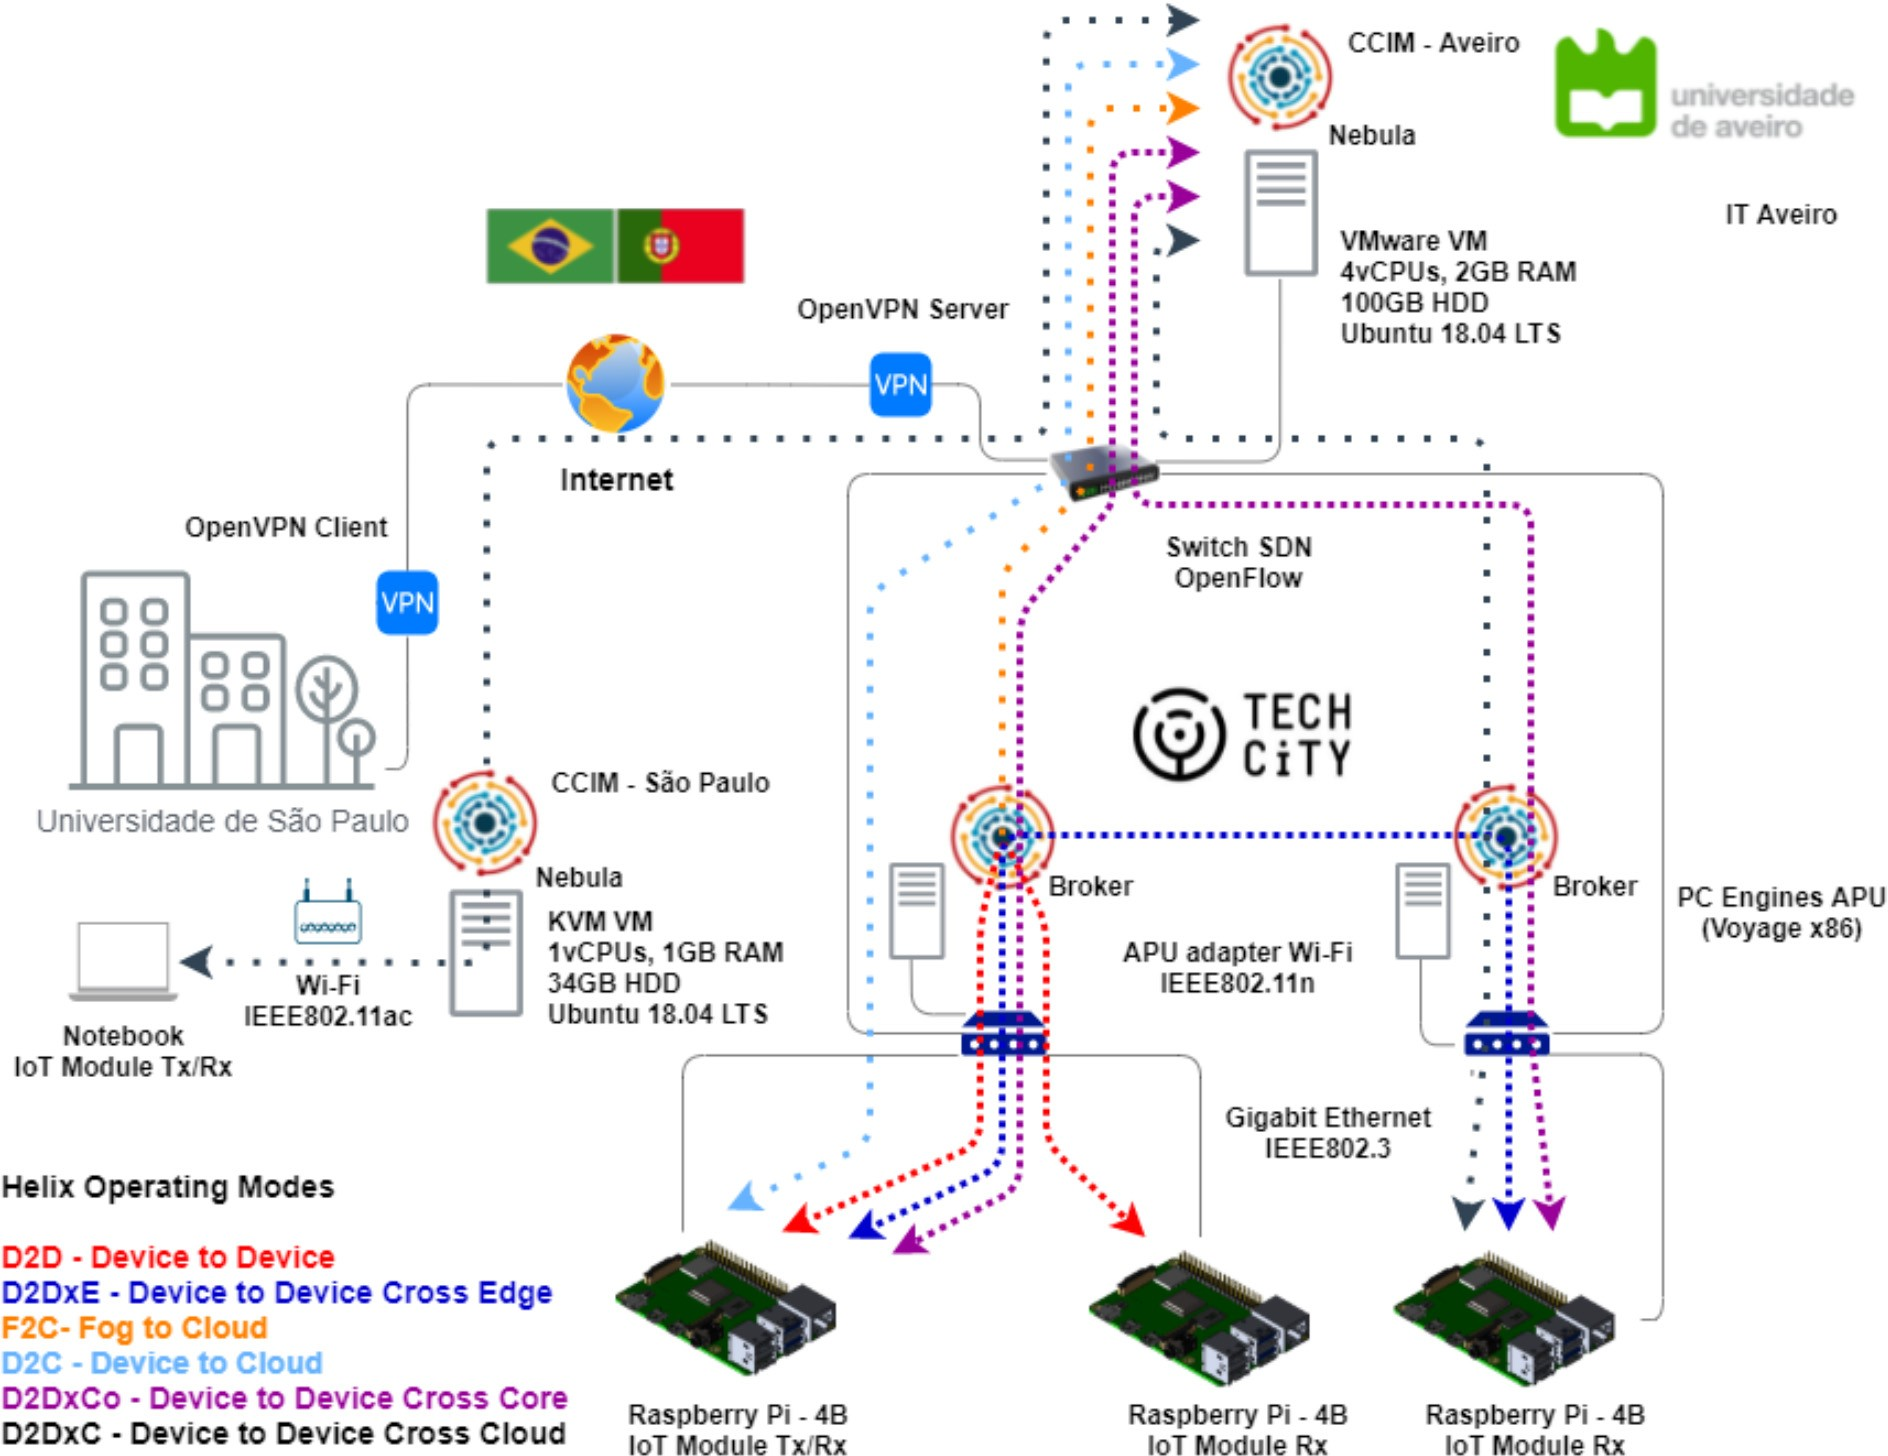 CCIM - Aveiro
universidade
de aveiro
Nebula
IT Aveiro
VMware VM
4vCPUs, 2GB RAM
100GB HDD
Ubuntu 18.04 LTS
OpenVPN Server
VPN
Internet
OpenVPN Client
VPN
Switch SDN
OpenFlow
TECH
CiTY
Universidade de São Paulo
CCIM - São Paulo
Nebula
KVM VM
1vCPUs, 1GB RAM
34GB HDD
Ubuntu 18.04 LTS
Wi-Fi
IEEE802.11ac
Notebook
IoT Module Tx/Rx
Broker
Broker
PC Engines APU
(Voyage x86)
APU adapter Wi-Fi
IEEE802.11n
Gigabit Ethernet
IEEE802.3
Helix Operating Modes
D2D - Device to Device
D2DxE - Device to Device Cross Edge
F2C- Fog to Cloud
D2C - Device to Cloud
D2DxCo - Device to Device Cross Core
D2DxC - Device to Device Cross Cloud
Raspberry Pi - 4B
IoT Module Tx/Rx
Raspberry Pi - 4B
IoT Module Rx
Raspberry Pi - 4B
IoT Module Rx